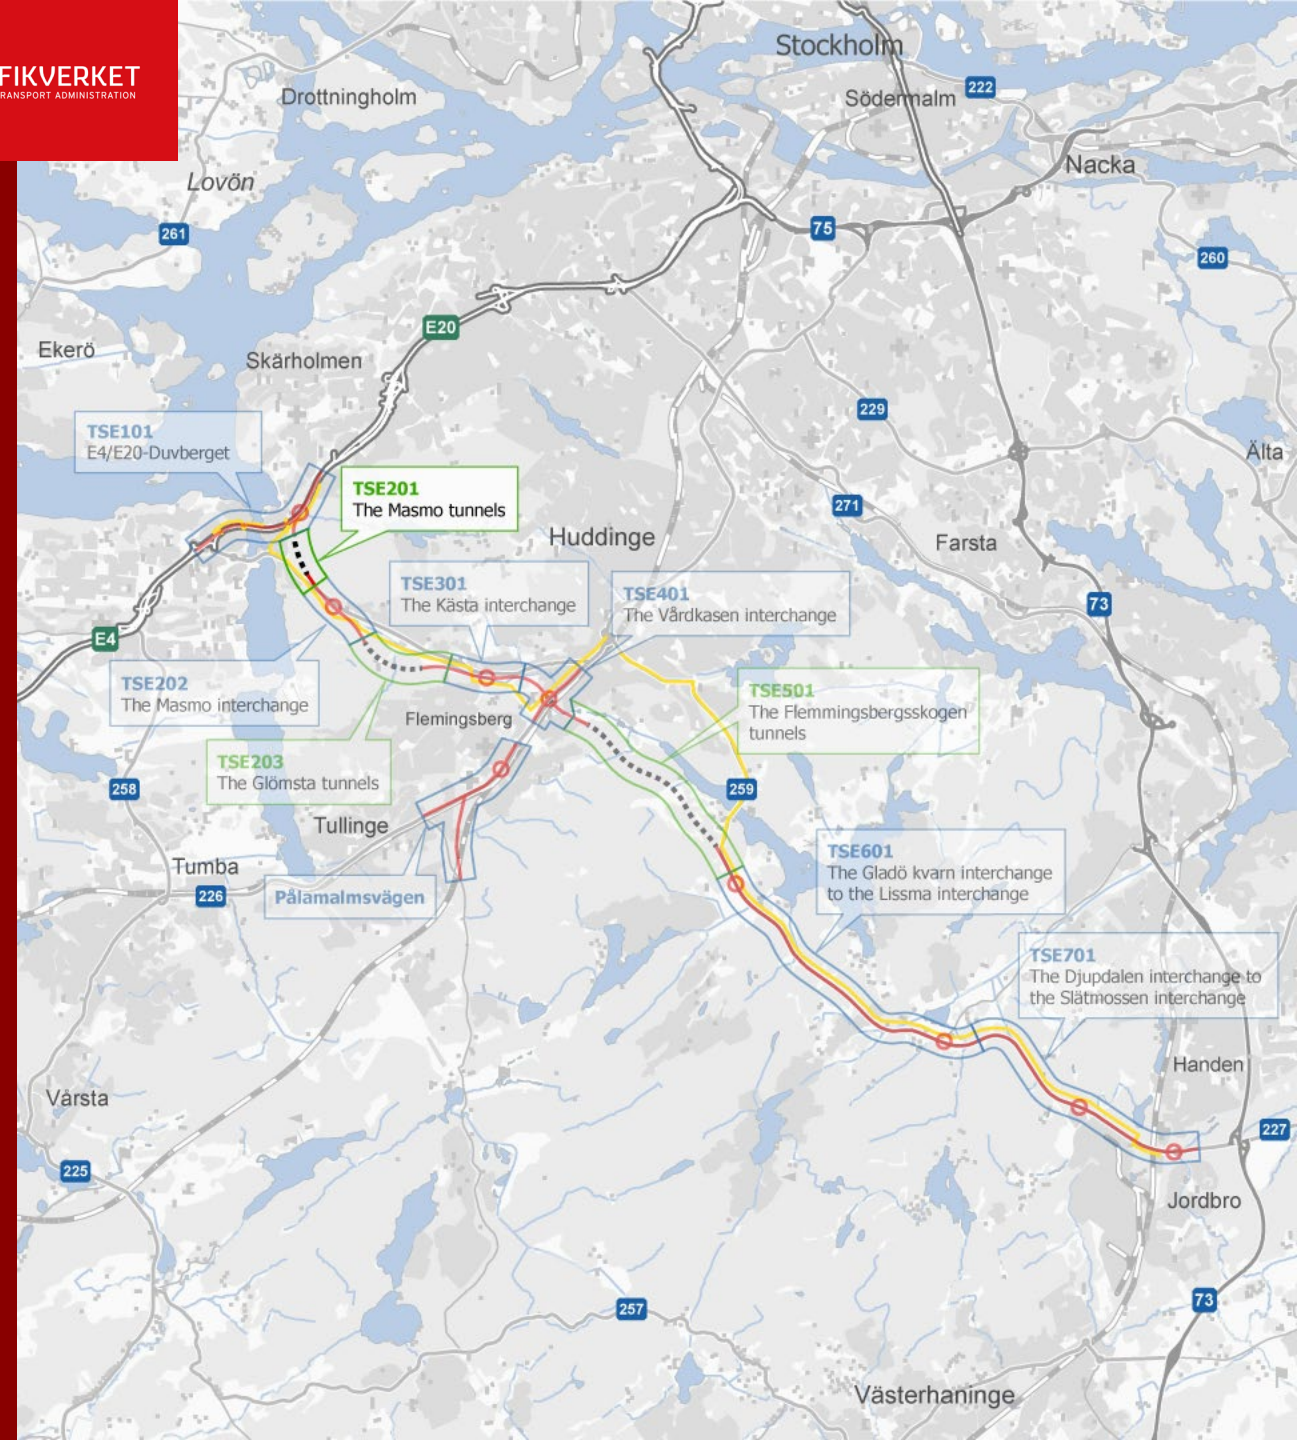 FIKVERKET
RANSPORT ADMINISTRATION
Stockholm
Drottningholm
Södermalm
222
Nacka
Lovön
261
75
260
E20
Ekerö
Skärholmen
229
TSE101
E4/E20-Duvberget
Älta
TSE201
The Masmo tunnels
271
Huddinge
Farsta
TSE301
The Kästa interchange
TSE401
The Vårdkasen interchange
73
E4
TSE202
The Masmo interchange
TSE501
The Flemmingsbergsskogen
tunnels
Flemingsberg
TSE203
The Glömsta tunnels
258
259
Tullinge
TSE601
The Gladö kvarn interchange
to the Lissma interchange
Tumba
226
Pålamalmsvägen
TSE701
The Djupdalen interchange to
the Slätmossen interchange
Handen
Vårsta
227
225
Jordbro
257
73
Västerhaninge